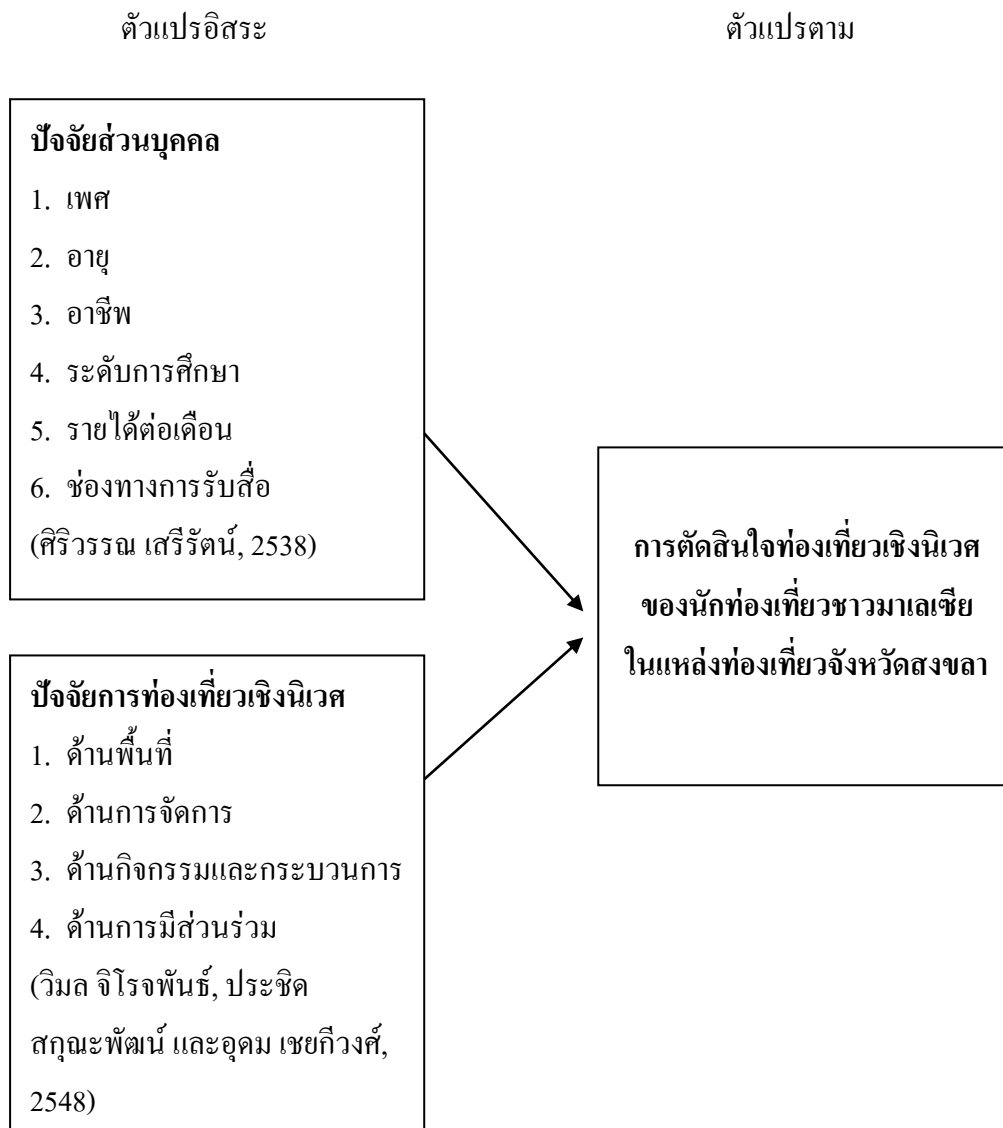 ตัวแปรอิสระ
ตัวแปรตาม
ปัจจัยส่วนบุคคล
1. เพศ
2. อายุ
3. อาชีพ
4. ระดับการศึกษา
5. รายได้ต่อเดือน
6. ช่องทางการรับสื่อ
(ศิริวรรณ เสรีรัตน์, 2538)
ปัจจัยการท่องเที่ยวเชิงนิเวศ
1. ด้านพื้นที่
2. ด้านการจัดการ
3. ด้านกิจกรรมและกระบวนการ
4. ด้านการมีส่วนร่วม
(วิมล จิโรจพันธ์, ประชิด
สกุณะพัฒน์ และอุดม เชยกีวงศ์,
2548)
การตัดสินใจท่องเที่ยวเชิงนิเวศ
ของนักท่องเที่ยวชาวมาเลเซีย
ในแหล่งท่องเที่ยวจังหวัดสงขลา